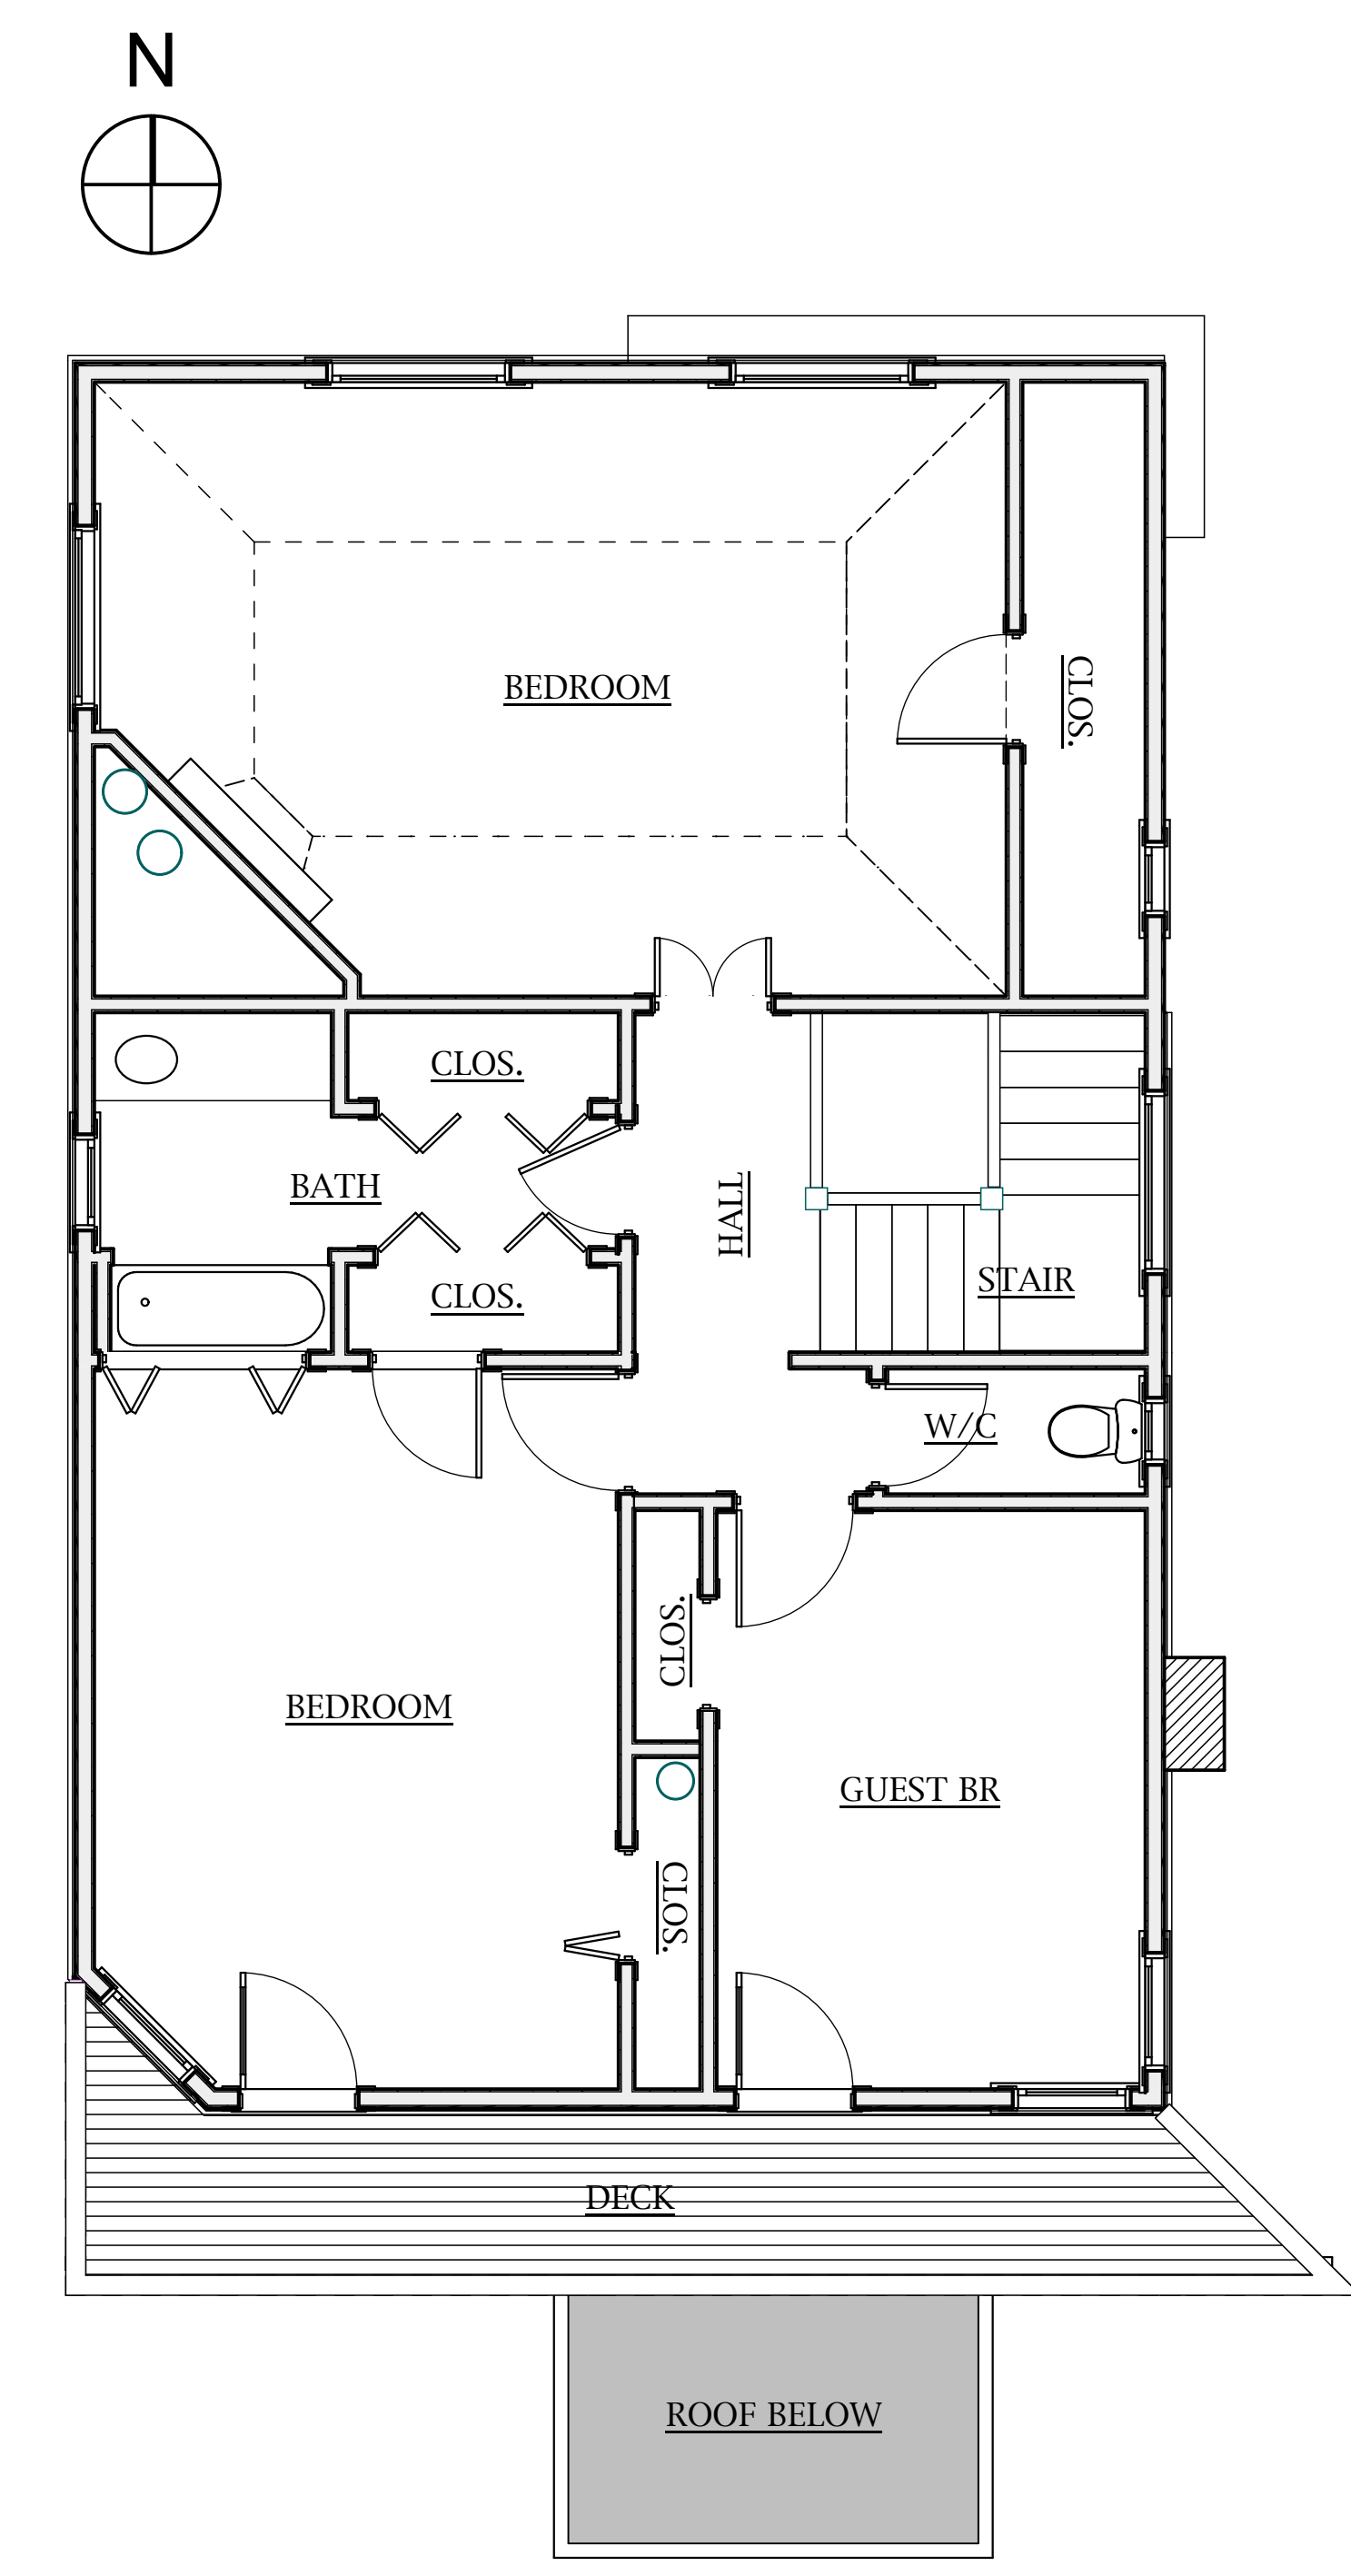 N
BEDROOM
CLOS.
CLOS.
BATH
HALL
STAIR
CLOS.
W/C
CLOS.
BEDROOM
GUEST BR
CLOS.
DECK
ROOF BELOW